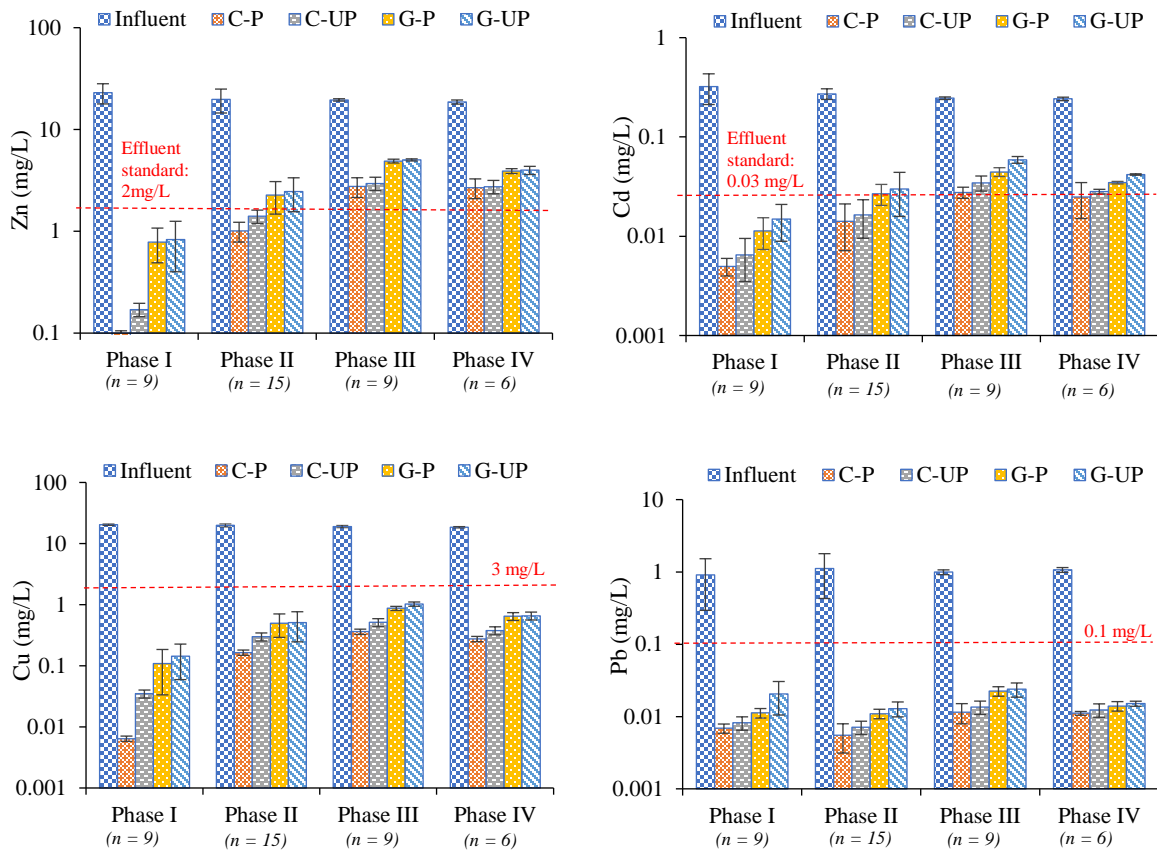 Influent C-P C-UP G-P G-UP
100
10
1
0.1
Zn (mg/L)
Effluent
standard:
2mg/L
Phase I Phase II Phase III Phase IV
(n = 9) (n = 15) (n = 9) (n = 6)
Influent C-P C-UP G-P G-UP
1
0.1
0.01
0.001
Cd (mg/L)
Effluent
standard:
0.03 mg/L
Phase I Phase II Phase III Phase IV
(n = 9) (n = 15) (n = 9) (n = 6)
Influent C-P C-UP G-P G-UP
100
10
1
0.1
0.01
0.001
Cu (mg/L)
3 mg/L
Phase I Phase II Phase III Phase IV
(n = 9) (n = 15) (n = 9) (n = 6)
Influent C-P C-UP G-P G-UP
10
1
0.1
0.01
0.001
Pb (mg/L)
0.1 mg/L
Phase I Phase II Phase III Phase IV
(n = 9) (n = 15) (n = 9) (n = 6)